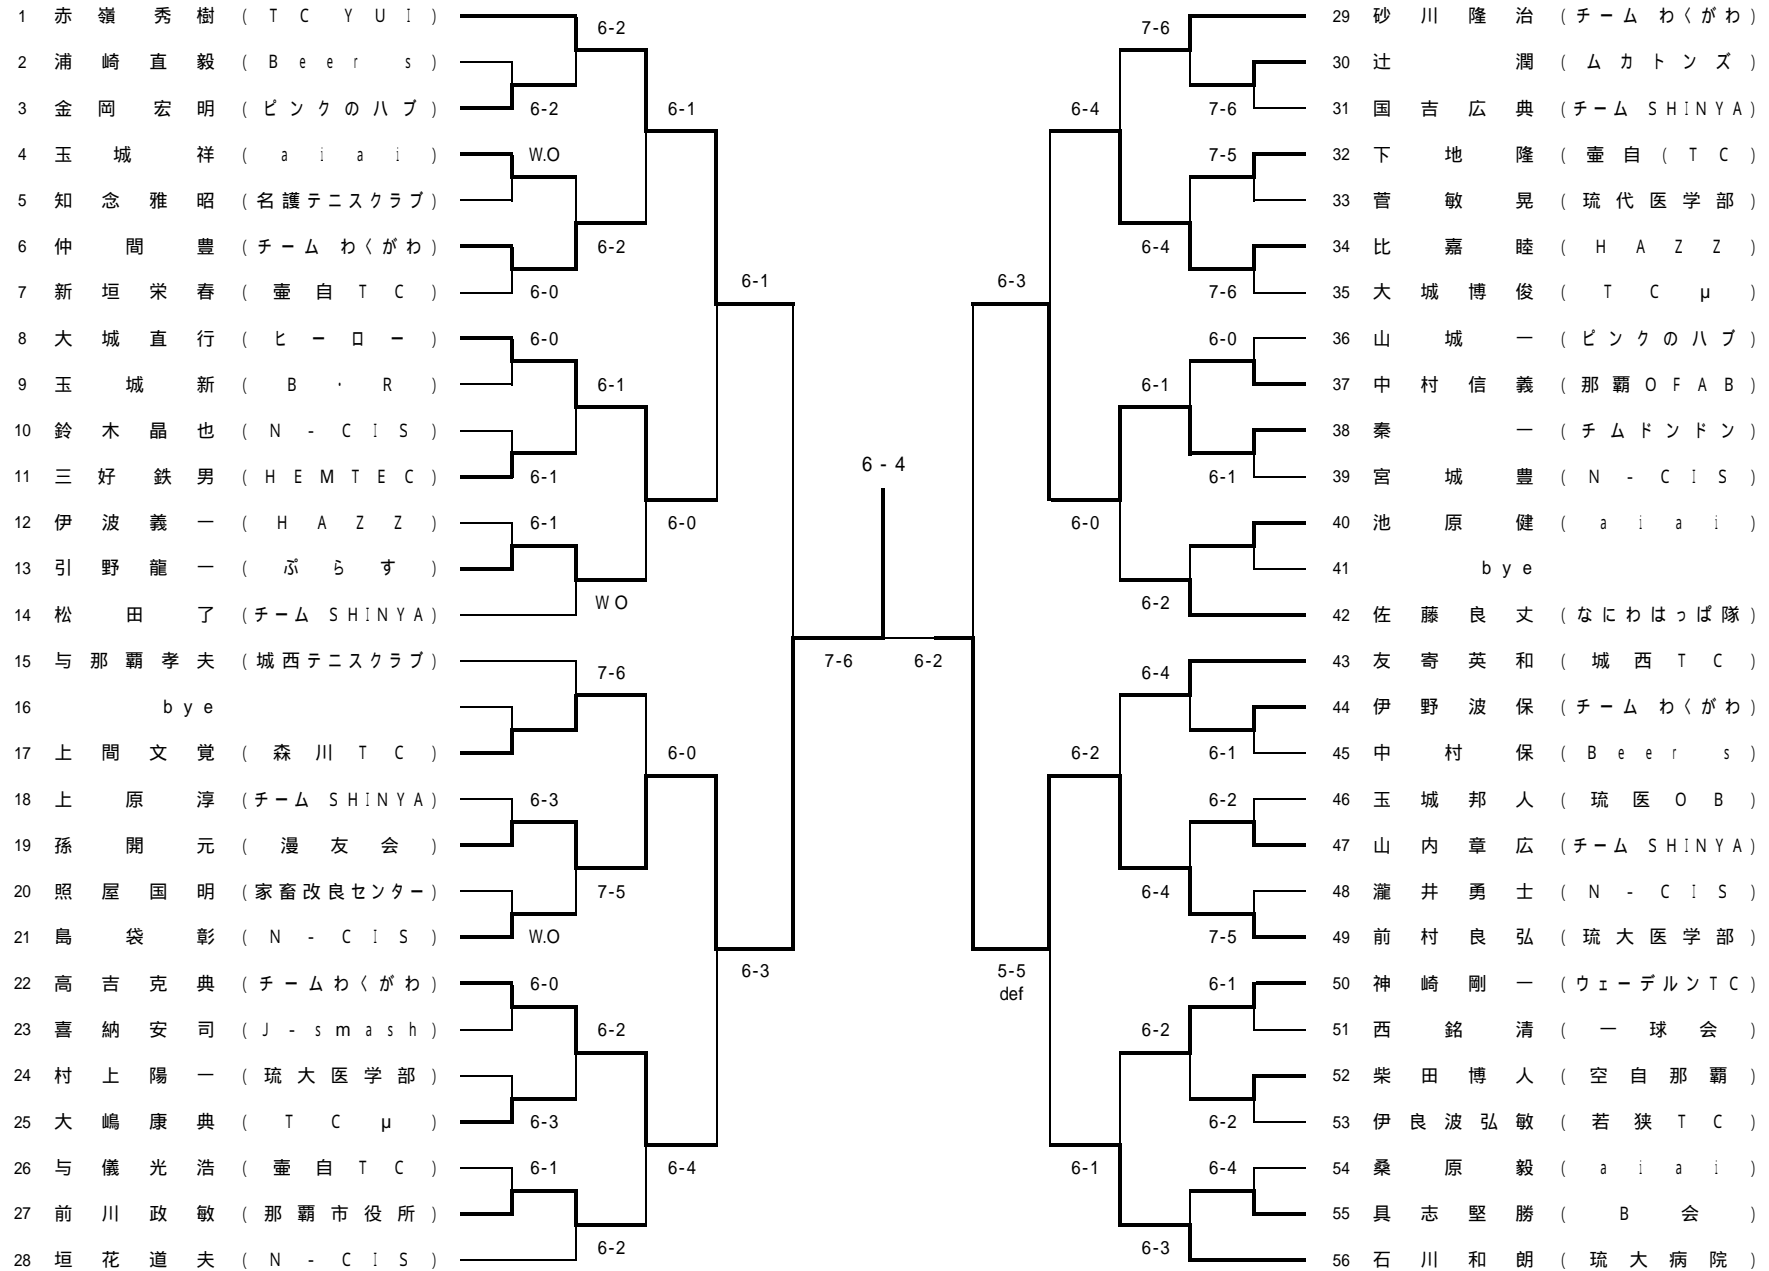 1 赤嶺秀樹 (TC YUI)
6-2
2 浦崎直毅 (Beer s)
3 金岡宏明 (ピンクのハブ)
6-2
6-1
4 玉城祥 (aiai)
W.O
5 知念雅昭 (名護テニスクラブ)
6 仲間豊 (チーム わくがわ)
6-2
7 新垣栄春 (壷自TC)
6-0
6-1
8 大城直行 (ヒーロー)
6-0
9 玉城新 (B・R)
6-1
10 鈴木晶也 (N-CIS)
11 三好鉄男 (HEMTEC)
6-1
12 伊波義一 (HAZZ)
6-1
6-0
13 引野龍一 (ぷらす)
14 松田了 (チーム SHINYA)
WO
15 与那覇孝夫 (城西テニスクラブ)
7-6
16 bye
17 上間文覚 (森川TC)
6-0
18 上原淳 (チーム SHINYA)
6-3
19 孫開元 (漫友会)
20 照屋国明 (家畜改良センター)
7-5
21 島袋彰 (N-CIS)
W.O
6-3
22 高吉克典 (チームわくがわ)
6-0
23 喜納安司 (J-smash)
6-2
24 村上陽一 (琉大医学部)
25 大嶋康典 (TCμ)
6-3
26 与儀光浩 (壷自TC)
6-1
6-4
27 前川政敏 (那覇市役所)
28 垣花道夫 (N-CIS)
6-2
6-4
7-6
6-2
29 砂川隆治 (チーム わくがわ)
7-6
30 辻潤 (ムカトンズ)
31 国吉広典 (チーム SHINYA)
7-6
6-4
32 下地隆 (壷自(TC)
7-5
33 菅敏晃 (琉代医学部)
34 比嘉睦 (HAZZ)
6-4
35 大城博俊 (TCμ)
7-6
6-3
36 山城一 (ピンクのハブ)
6-0
37 中村信義 (那覇OFAB)
6-1
38 秦一 (チムドンドン)
39 宮城豊 (N-CIS)
6-1
40 池原健 (aiai)
6-0
41 bye
42 佐藤良丈 (なにわはっぱ隊)
6-2
43 友寄英和 (城西TC)
6-4
44 伊野波保 (チーム わくがわ)
45 中村保 (Beer s)
6-1
6-2
46 玉城邦人 (琉医OB)
6-2
47 山内章広 (チーム SHINYA)
48 瀧井勇士 (N-CIS)
6-4
49 前村良弘 (琉大医学部)
7-5
5-5
def
50 神崎剛一 (ウェーデルンTC)
6-1
51 西銘清 (一球会)
6-2
52 柴田博人 (空自那覇)
53 伊良波弘敏 (若狭TC)
6-2
54 桑原毅 (aiai)
6-4
6-1
55 具志堅勝 (B会)
56 石川和朗 (琉大病院)
6-3